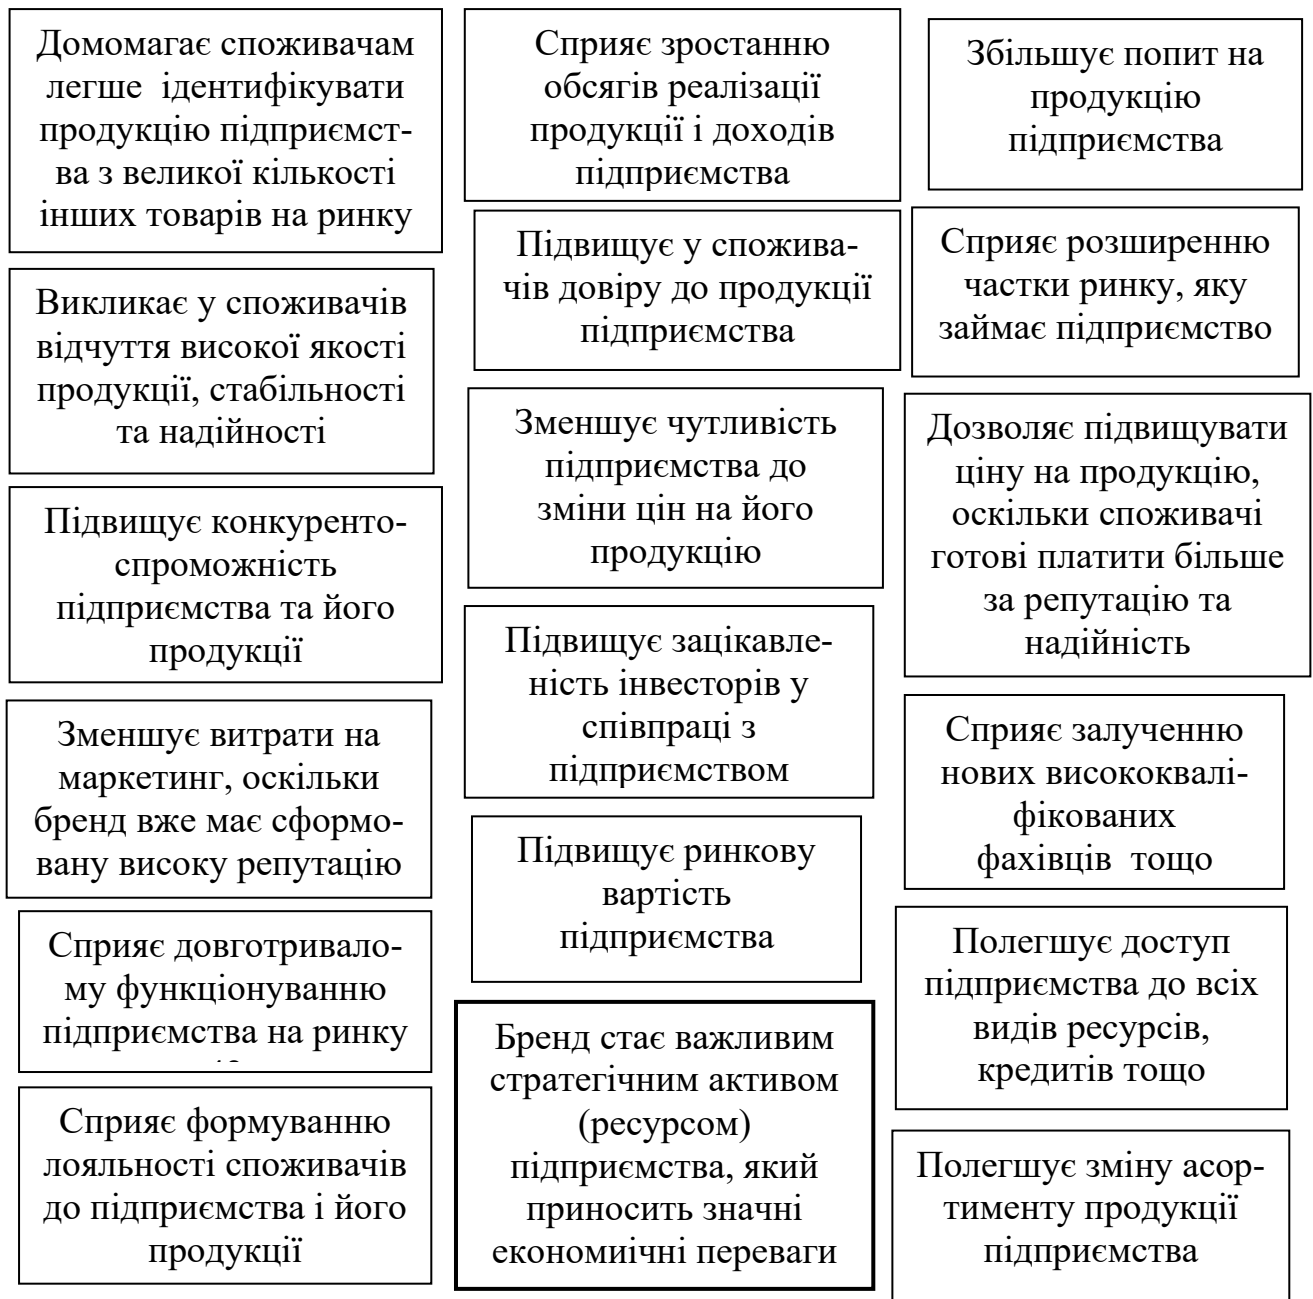 Домомагає споживачам
легше ідентифікувати
продукцію підприємст-
ва з великої кількості
інших товарів на ринку
Викликає у споживачів
відчуття високої якості
продукції, стабільності
та надійності
Підвищує конкуренто-
спроможність
підприємства та його
продукції
Зменшує витрати на
маркетинг, оскільки
бренд вже має сформо-
вану високу репутацію
Сприяє довготривало-
му функціонуванню
підприємства на ринку
Сприяє формуванню
лояльності споживачів
до підприємства і його
продукції
Сприяє зростанню
обсягів реалізації
продукції і доходів
підприємства
Підвищує у спожива-
чів довіру до продукції
підприємства
Зменшує чутливість
підприємства до
зміни цін на його
продукцію
Підвищує зацікавле-
ність інвесторів у
співпраці з
підприємством
Підвищує ринкову
вартість
підприємства
Бренд стає важливим
стратегічним активом
(ресурсом)
підприємства, який
приносить значні
економиічні переваги
Збільшує попит на
продукцію
підприємства
Сприяє розширенню
частки ринку, яку
займає підприємство
Дозволяє підвищувати
ціну на продукцію,
оскільки споживачі
готові платити більше
за репутацію та
надійність
Сприяє залученню
нових висококвалі-
фікованих
фахівців тощо
Полегшує доступ
підприємства до всіх
видів ресурсів,
кредитів тощо
Полегшує зміну асор-
тименту продукції
підприємства